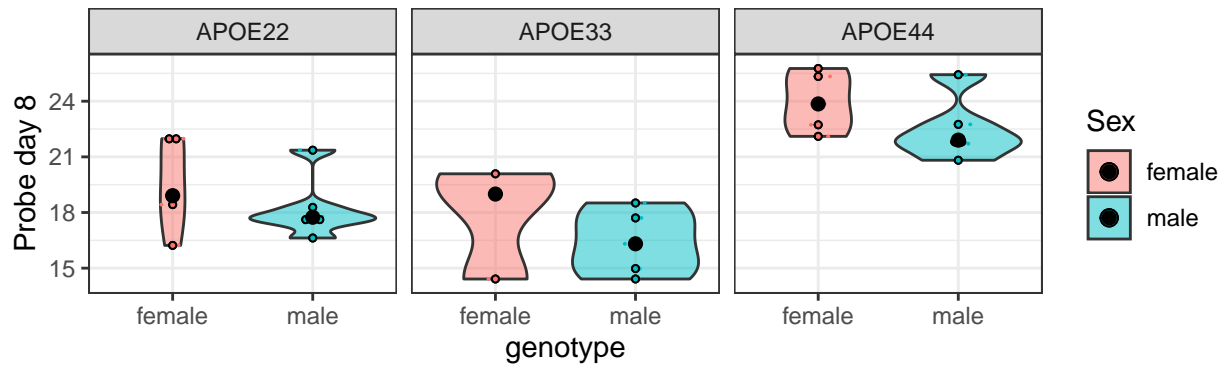 APOE22 APOE33 APOE44
Probe day 8
24
21
18
15
female male female male female male
genotype
Sex
female
male